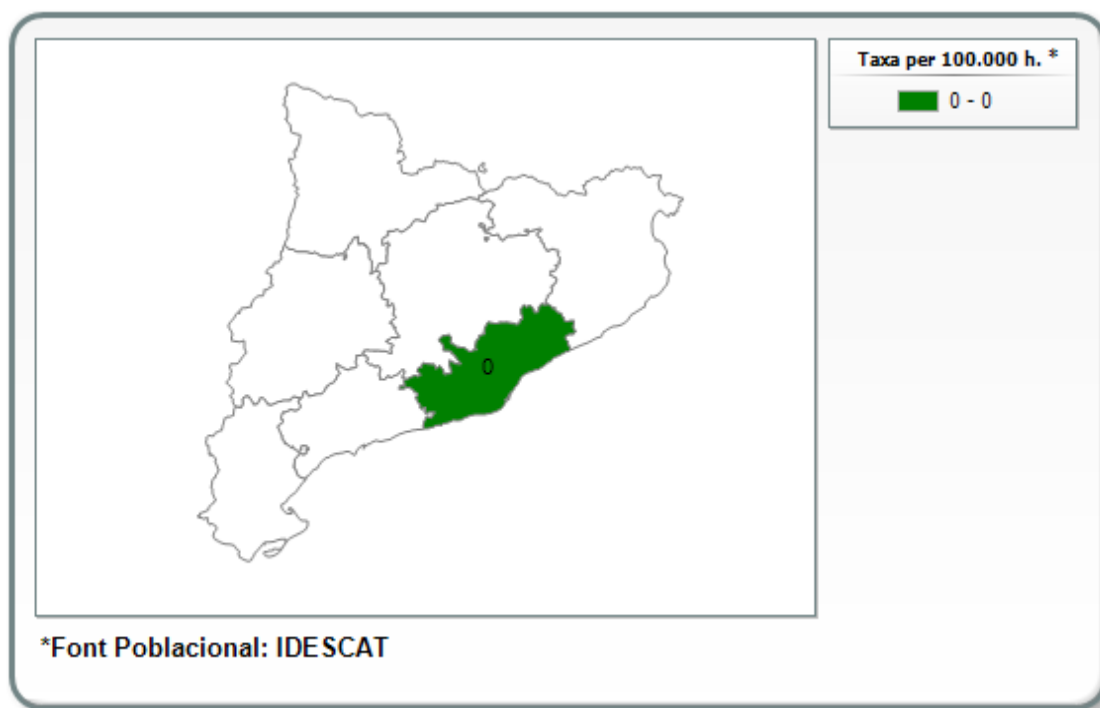 Taxa per 100.000 h. *
0 - 0
0
*Font Poblacional: IDESCAT